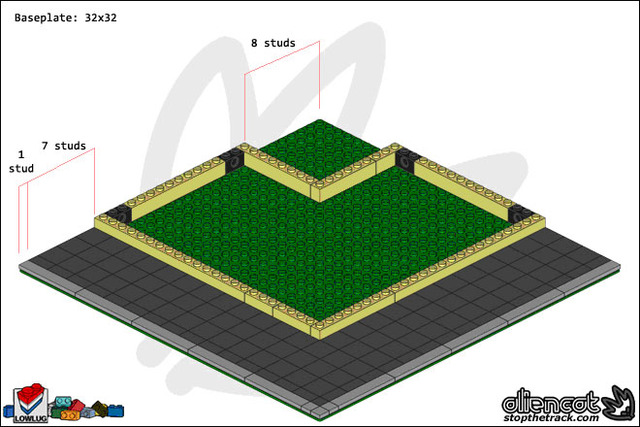 Baseplate: 32x32
8 studs
7 studs
1
stud
LOWLUG
aliencat
stopthetrack.com